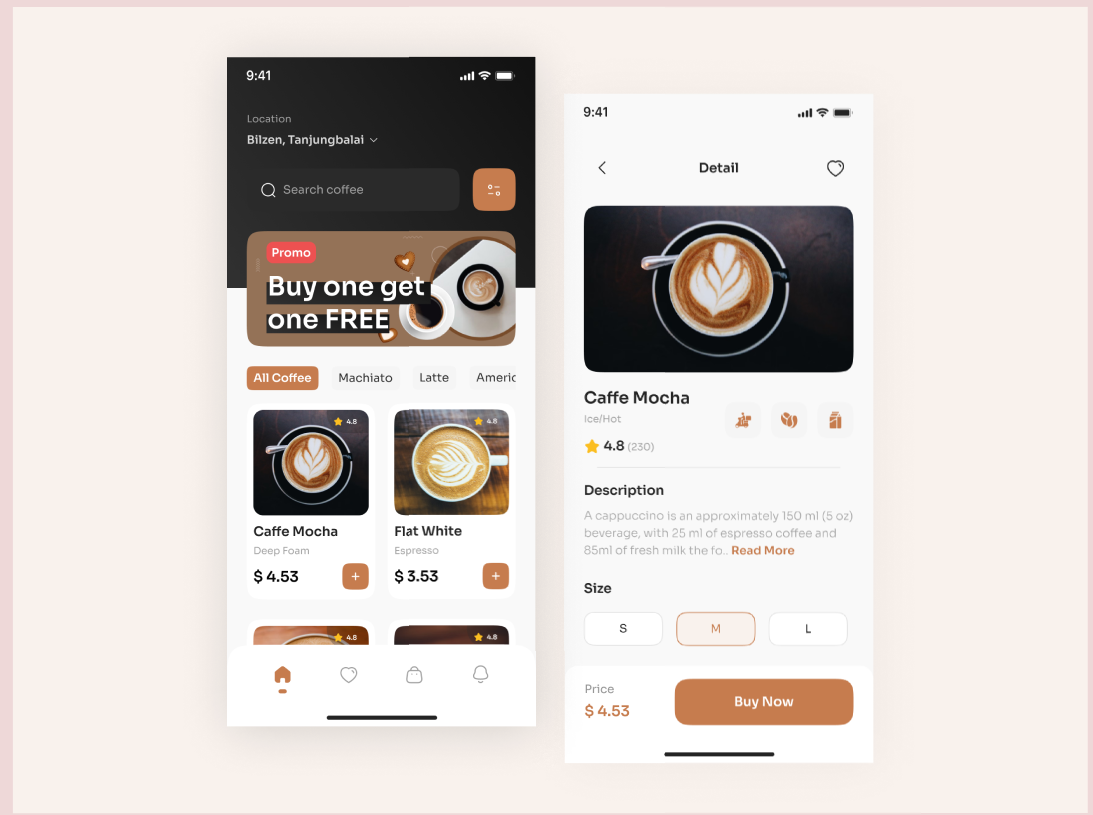 9:41
Location
Bilzen, Tanjungbalai
Search coffee
Promo
Buy one get
one FREE
All Coffee
Machiato
Latte
Americ
4.8
4.8
Caffe Mocha
Flat White
Deep Foam
Espresso
$ 4.53
$ 3.53
4.8
4.8
9:41
Detail
Caffe Mocha
Ice/Hot
4.8 (230)
Description
A cappuccino is an approximately 150 ml (5 oz)
beverage, with 25 ml of espresso coffee and
85ml of fresh milk the fo.. Read More
Size
S
M
L
Price
$ 4.53
Buy Now